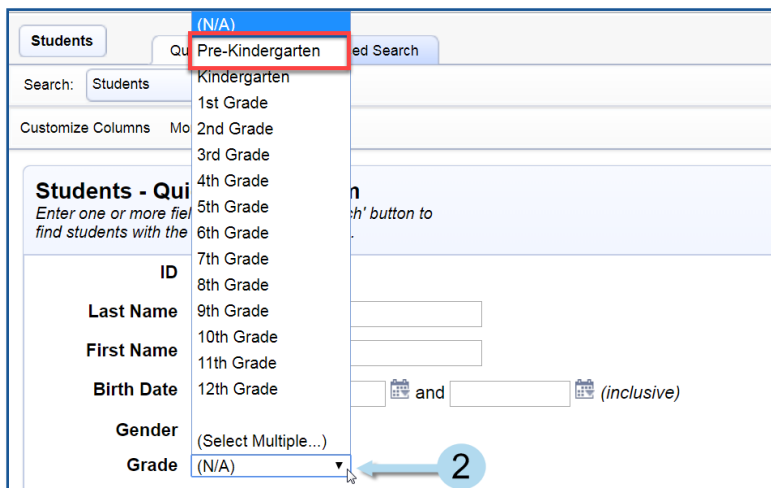 (N/A)
Students Qu Pre-Kindergarten ed Search
Kindergarten
Search: Students
1st Grade
Customize Columns Mo 2nd Grade
3rd Grade
4th Grade
Students - Qui m
Enter one or more fiel 5th Grade ch' button to
find students with the 6th Grade .
7th Grade
ID 8th Grade
Last Name 9th Grade
10th Grade
First Name 11th Grade
Birth Date 12th Grade and (inclusive)
Gender
(Select Multiple...)
Grade (N/A) 2